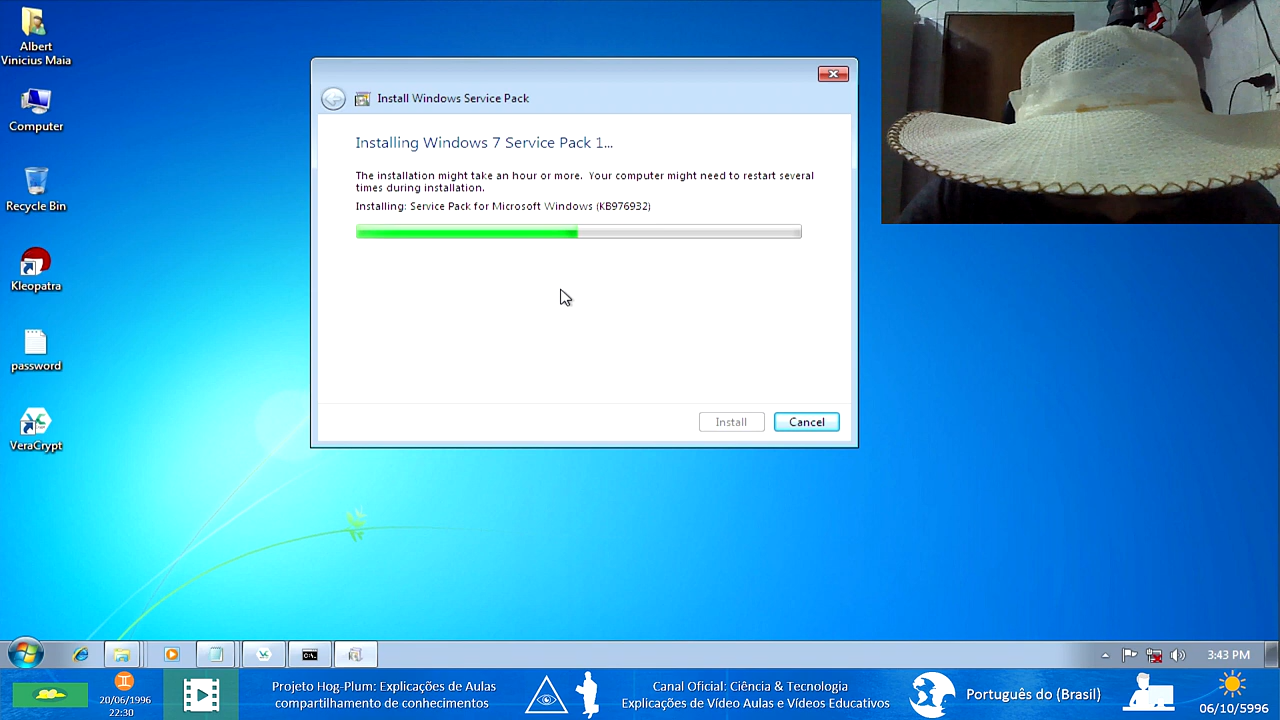 Albert
Vinicius Maia
Computer
Recycle Bin
Kleopatra
password
VeraCrypt
Install Windows Service Pack
Installing Windows 7 Service Pack 1...
The installation might take an hour or more. Your computer might need to restart several
times during installation.
Installing: Service Pack for Microsoft Windows (KB976932)
Install
Cancel
3:43 PM
20/06/1996
22:30
Projeto Hog-Plum: Explicações de Aulas
compartilhamento de conhecimentos
Canal Oficial: Ciência & Tecnologia
Explicações de Vídeo Aulas e Vídeos Educativos
Português do (Brasil)
06/10/5996